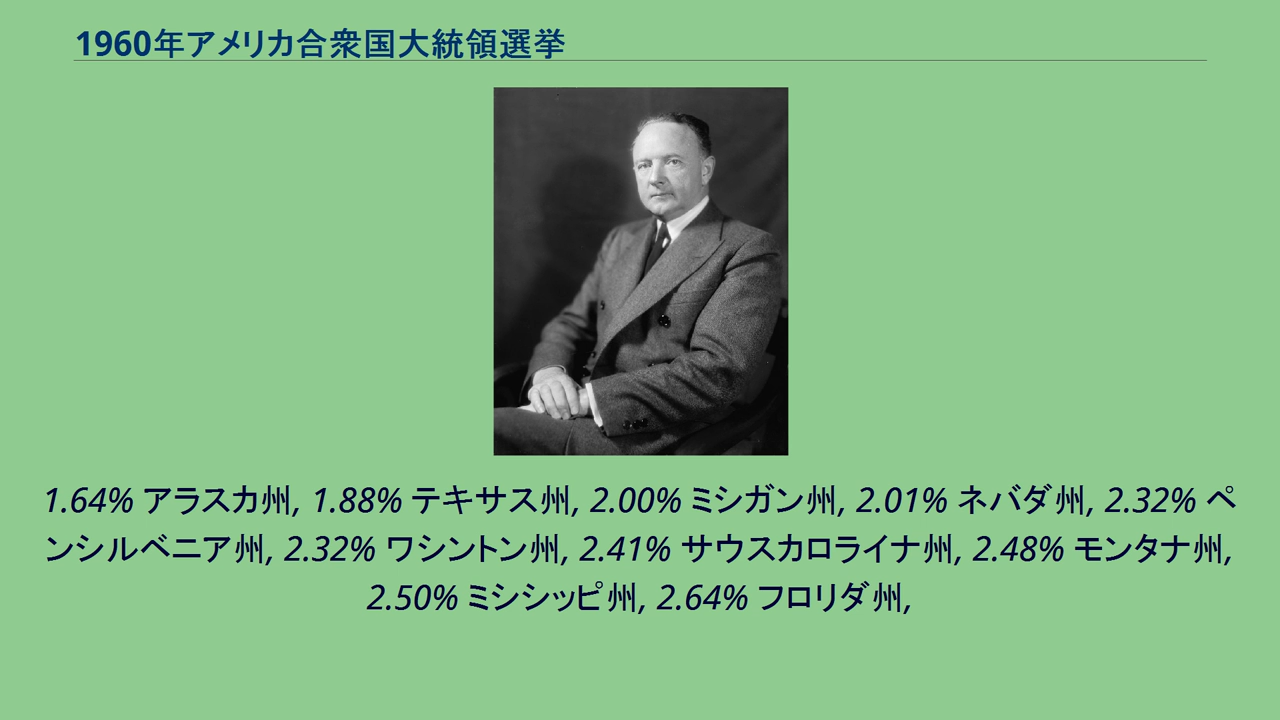 1960年アメリカ合衆国大統領選挙
1.64% アラスカ州, 1.88% テキサス州, 2.00% ミシガン州, 2.01% ネバダ州, 2.32% ペ
ンシルベニア州, 2.32% ワシントン州, 2.41% サウスカロライナ州, 2.48% モンタナ州,
2.50% ミシシッピ州, 2.64% フロリダ州,